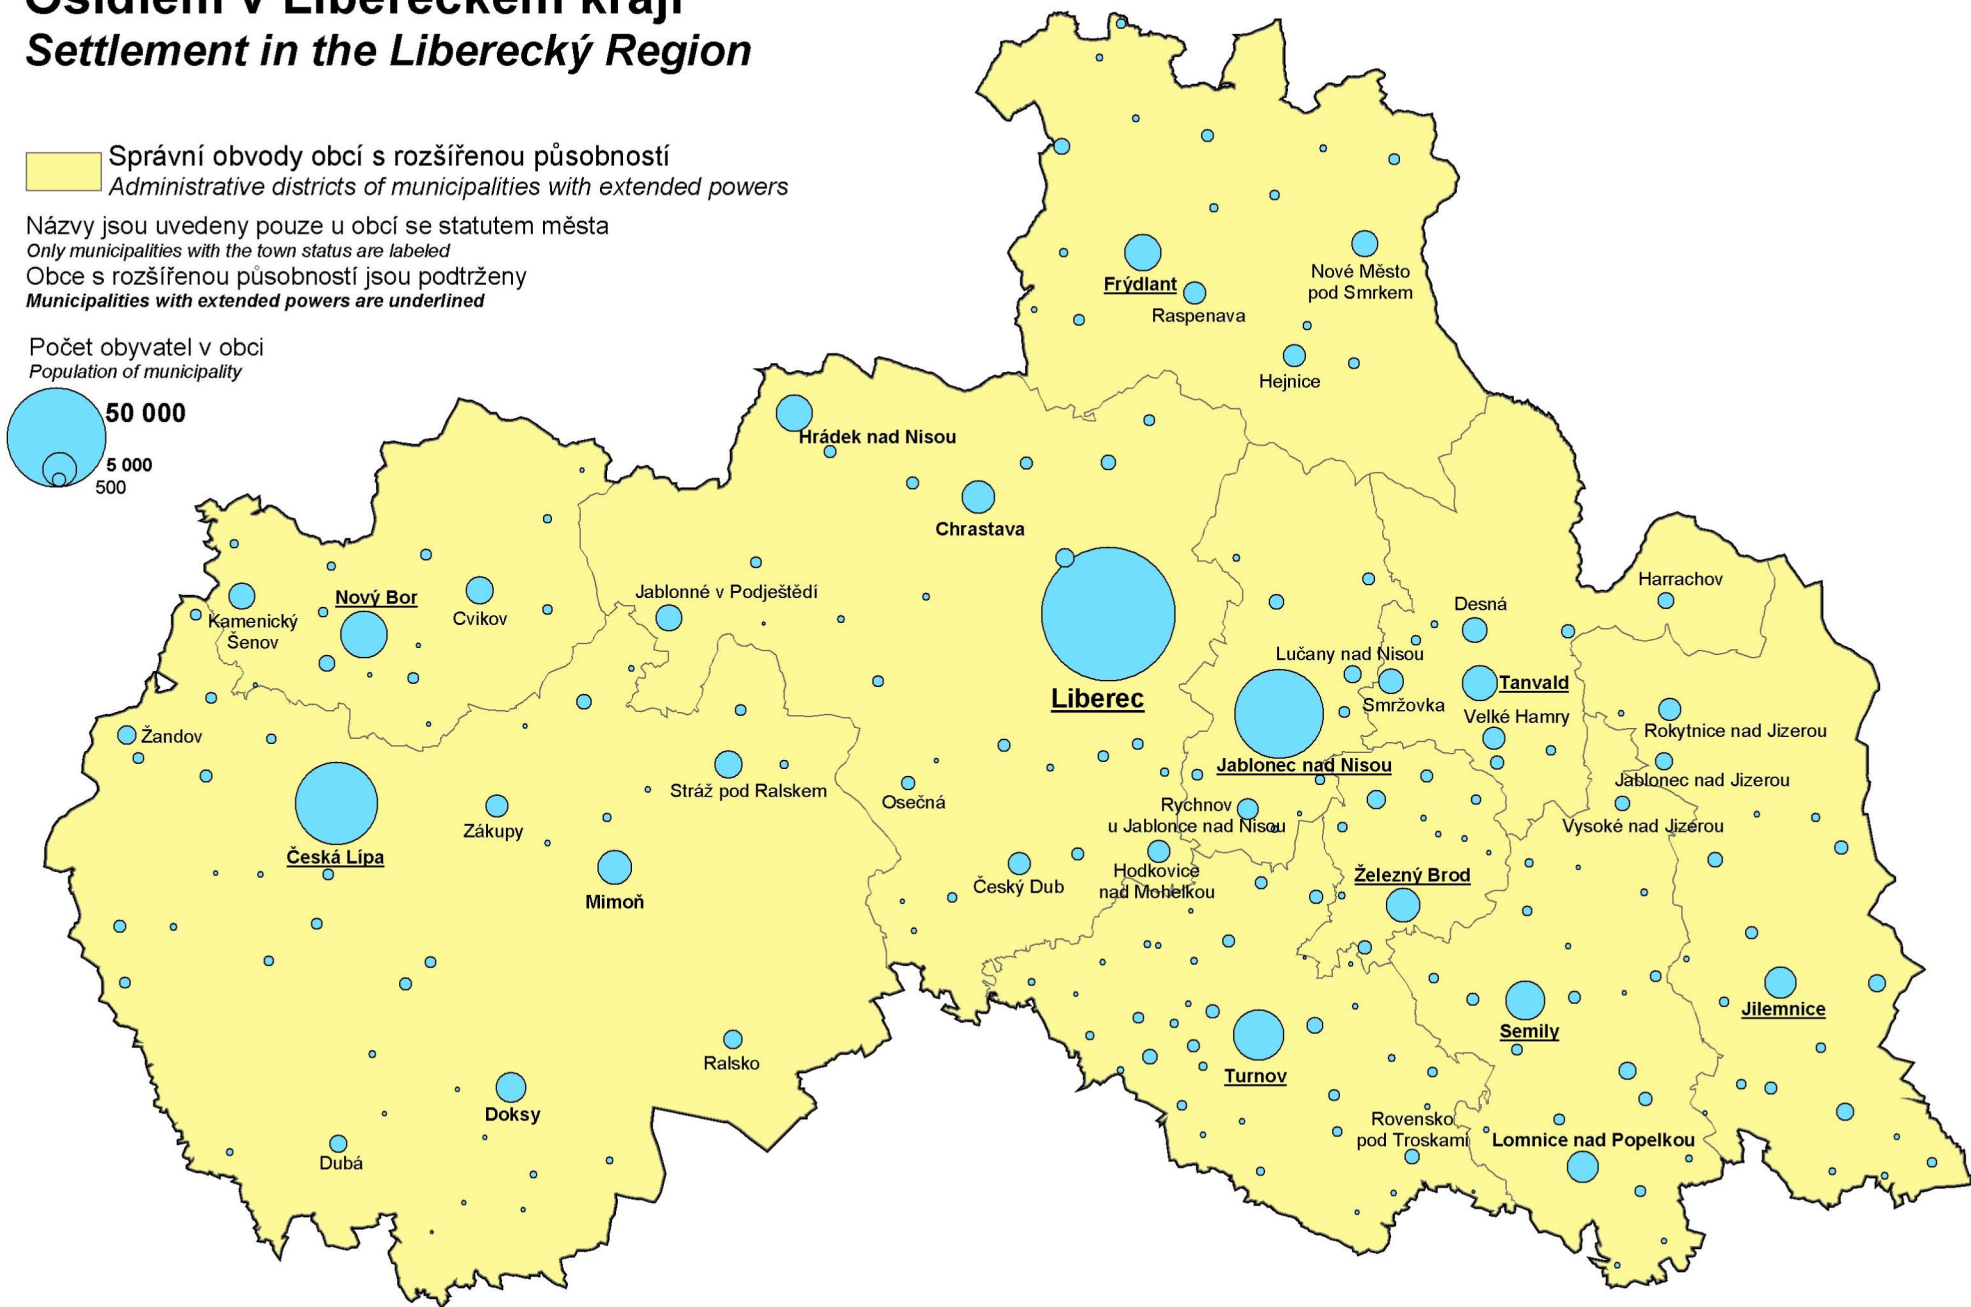 Osídlení v Libereckém kraji
Settlement in the Liberecký Region
Správní obvody obcí s rozšířenou působností
Administrative districts of municipalities with extended powers
Názvy jsou uvedeny pouze u obcí se statutem města
Only municipalities with the town status are labeled
Obce s rozšířenou působností jsou podtrženy
Municipalities with extended powers are underlined
Počet obyvatel v obci
Population of municipality
50 000
5 000
500
Frýdlant
Raspenava
Nové Město
pod Smrkem
Hejnice
Hrádek nad Nisou
Chrastava
Jablonné v Podještědí
Nový Bor
Kamenický
Šenov
Cvikov
Harrachov
Desná
Lučany nad Nisou
Liberec
Smržovka
Tanvald
Velké Hamry
Rokytnice nad Jizerou
Žandov
Jablonec nad Nisou
Jablonec nad Jizerou
Stráž pod Ralskem
Osečná
Rychnov
u Jablonce nad Nisou
Vysoké nad Jizerou
Zákupy
Česká Lípa
Mimoň
Český Dub
Hodkovice
nad Mohelkou
Železný Brod
Jilemnice
Semily
Turnov
Ralsko
Doksy
Dubá
Rovensko
pod Troskami
Lomnice nad Popelkou